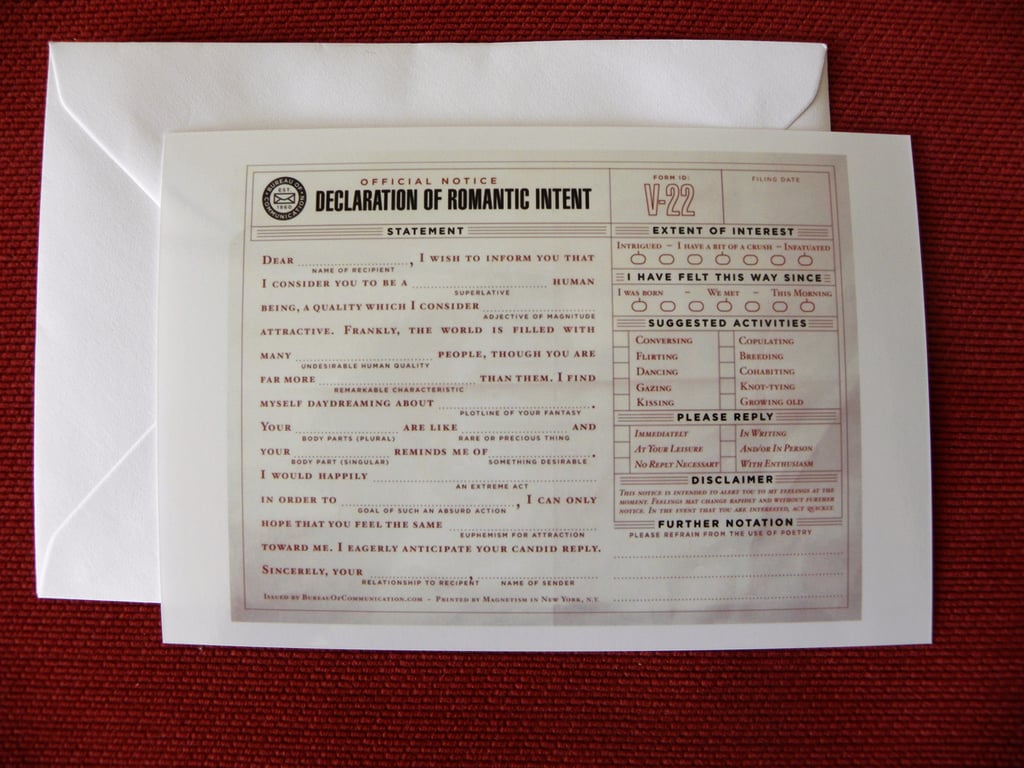 BUREAU OF COMMUNICATION
EST. 1860
OFFICIAL NOTICE
DECLARATION OF ROMANTIC INTENT
FORM ID:
V-22
FILING DATE
STATEMENT
DEAR ..., I WISH TO INFORM YOU THAT
NAME OF RECIPIENT
I CONSIDER YOU TO BE A ... HUMAN
SUPERLATIVE
BEING, A QUALITY WHICH I CONSIDER
ADJECTIVE OF MAGNITUDE
ATTRACTIVE. FRANKLY, THE WORLD IS FILLED WITH
MANY ... PEOPLE, THOUGH YOU ARE
UNDESIRABLE HUMAN QUALITY
FAR MORE ... THAN THEM. I FIND
REMARKABLE CHARACTERISTIC
MYSELF DAYDREAMING ABOUT ... .
PLOTLINE OF YOUR FANTASY
YOUR ... ARE LIKE ... AND
BODY PARTS (PLURAL) RARE OR PRECIOUS THING
YOUR ... REMINDS ME OF ... .
BODY PART (SINGULAR) SOMETHING DESIRABLE
I WOULD HAPPILY
AN EXTREME ACT
IN ORDER TO ..., I CAN ONLY
GOAL OF SUCH AN ABSURD ACTION
HOPE THAT YOU FEEL THE SAME
EUPHEMISM FOR ATTRACTION
TOWARD ME. I EAGERLY ANTICIPATE YOUR CANDID REPLY.
SINCERELY, YOUR ... ,
RELATIONSHIP TO RECIPENT NAME OF SENDER
ISSUED BY BUREAUOFCOMMUNICATION.COM – PRINTED BY MAGNETISM IN NEW YORK, N.Y.
EXTENT OF INTEREST
INTRIGUED – I HAVE A BIT OF A CRUSH – INFATUATED
I HAVE FELT THIS WAY SINCE
I WAS BORN – WE MET – THIS MORNING
SUGGESTED ACTIVITIES
CONVERSING COPULATING
FLIRTING BREEDING
DANCING COHABITING
GAZING KNOT-TYING
KISSING GROWING OLD
PLEASE REPLY
IMMEDIATELY IN WRITING
AT YOUR LEISURE AND/OR IN PERSON
NO REPLY NECESSARY WITH ENTHUSIASM
DISCLAIMER
THIS NOTICE IS INTENDED TO ALERT YOU TO MY FEELINGS AT THE
MOMENT. FEELINGS MAY CHANGE RAPIDLY AND WITHOUT FURTHER
NOTICE. IN THE EVENT THAT YOU ARE INTERESTED, ACT QUICKLY.
FURTHER NOTATION
PLEASE REFRAIN FROM THE USE OF POETRY